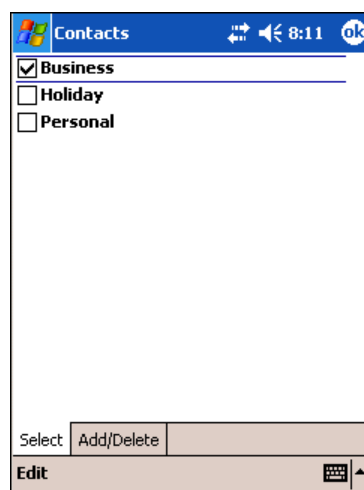 Contacts 8:11 ok
Business
Holiday
Personal
Select Add/Delete
Edit